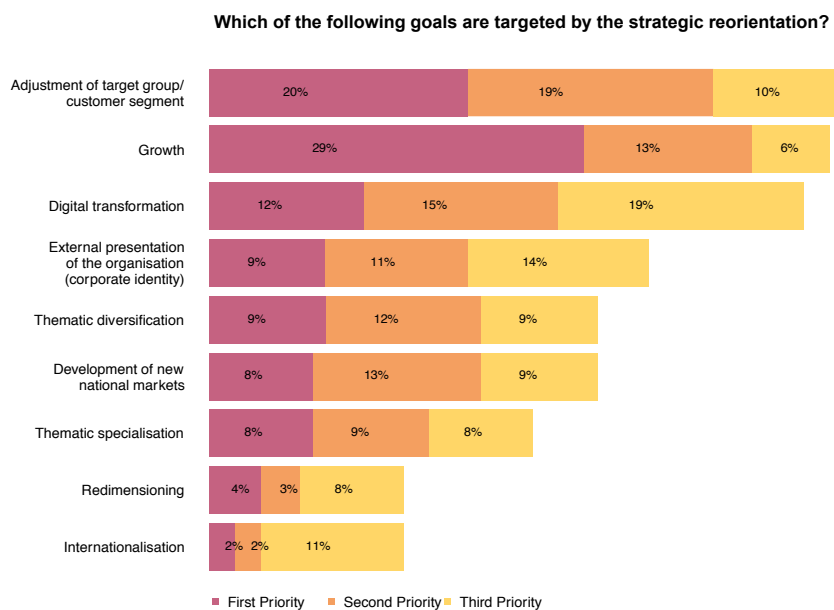 Which of the following goals are targeted by the strategic reorientation?
Adjustment of target group/
customer segment
20% 19% 10%
Growth
29% 13% 6%
Digital transformation
12% 15% 19%
External presentation
of the organisation
(corporate identity)
9% 11% 14%
Thematic diversification
9% 12% 9%
Development of new
national markets
8% 13% 9%
Thematic specialisation
8% 9% 8%
Redimensioning
4% 3% 8%
Internationalisation
2% 2% 11%
First Priority Second Priority Third Priority